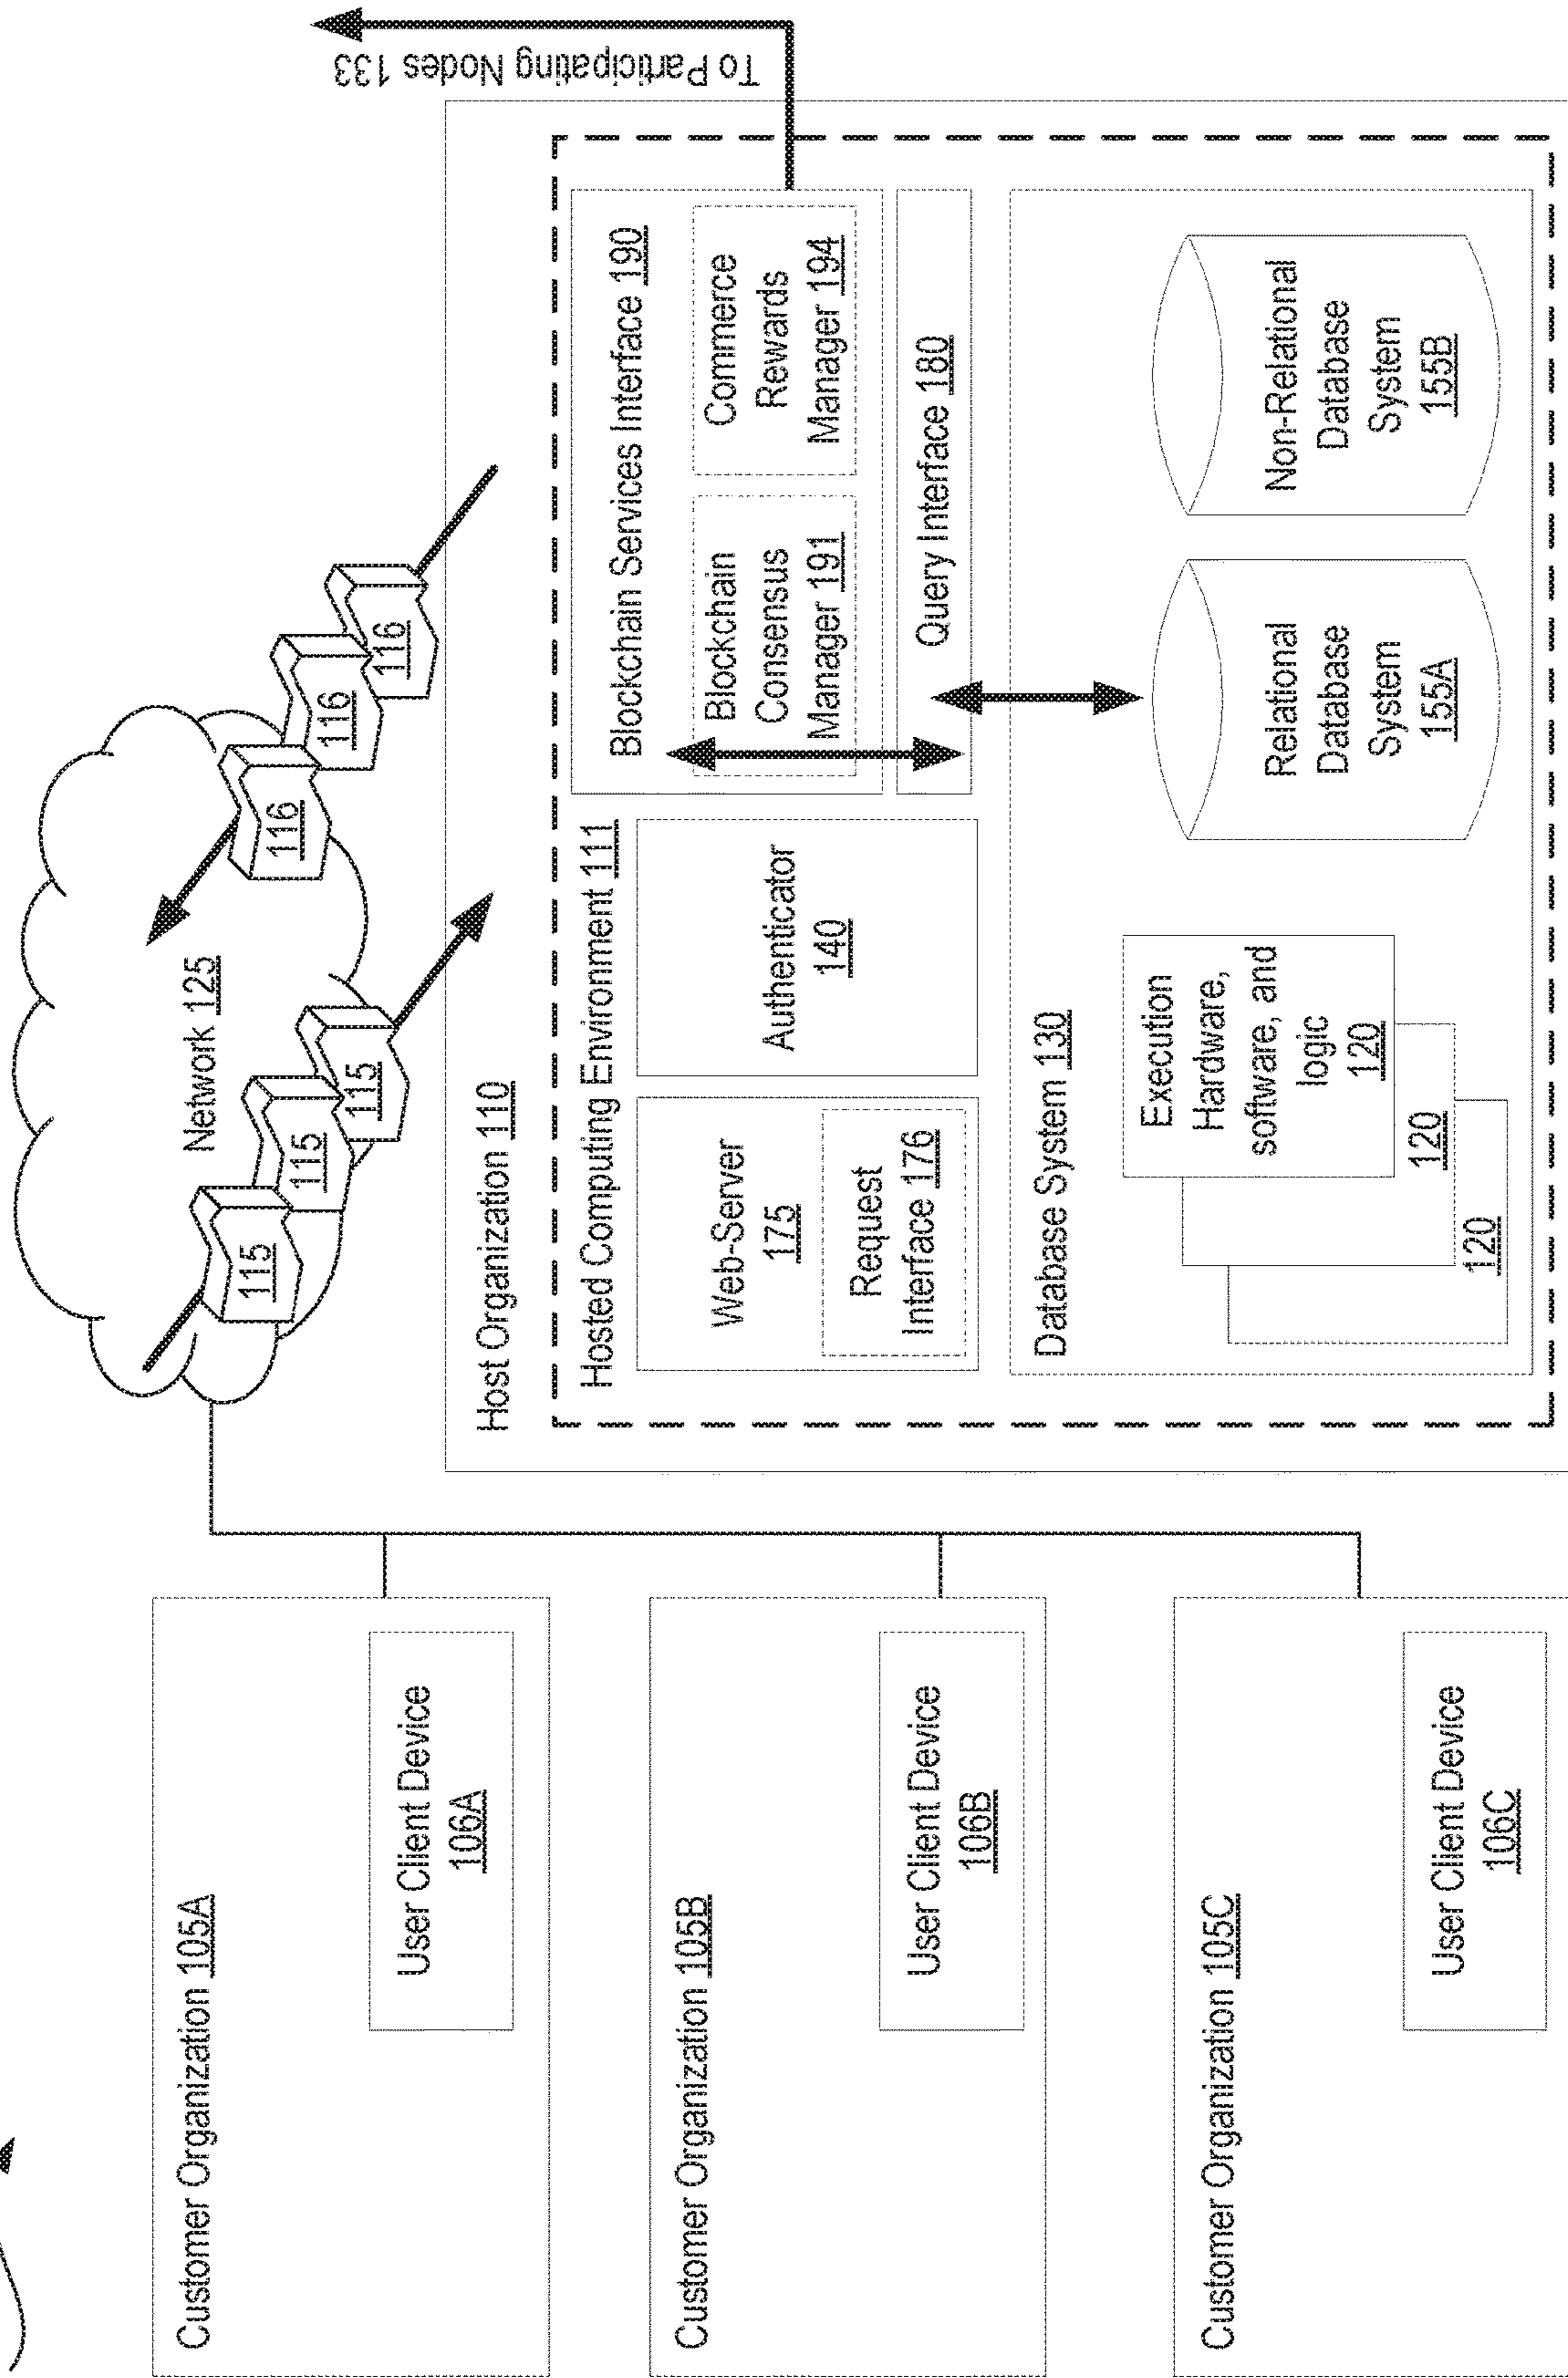 Customer Organization 105A
User Client Device
106A
Customer Organization 105B
User Client Device
106B
Customer Organization 105C
User Client Device
106C
Network 125
115
115
115
116
116
116
To Participating Nodes 133
Host Organization 110
Hosted Computing Environment 111
Web-Server
175
Request
Interface 176
Authenticator
140
Blockchain Services Interface 190
Blockchain
Consensus
Manager 191
Commerce
Rewards
Manager 194
Query Interface 180
Database System 130
Execution
Hardware,
software, and
logic
120
120
120
Relational
Database
System
155A
Non-Relational
Database
System
155B